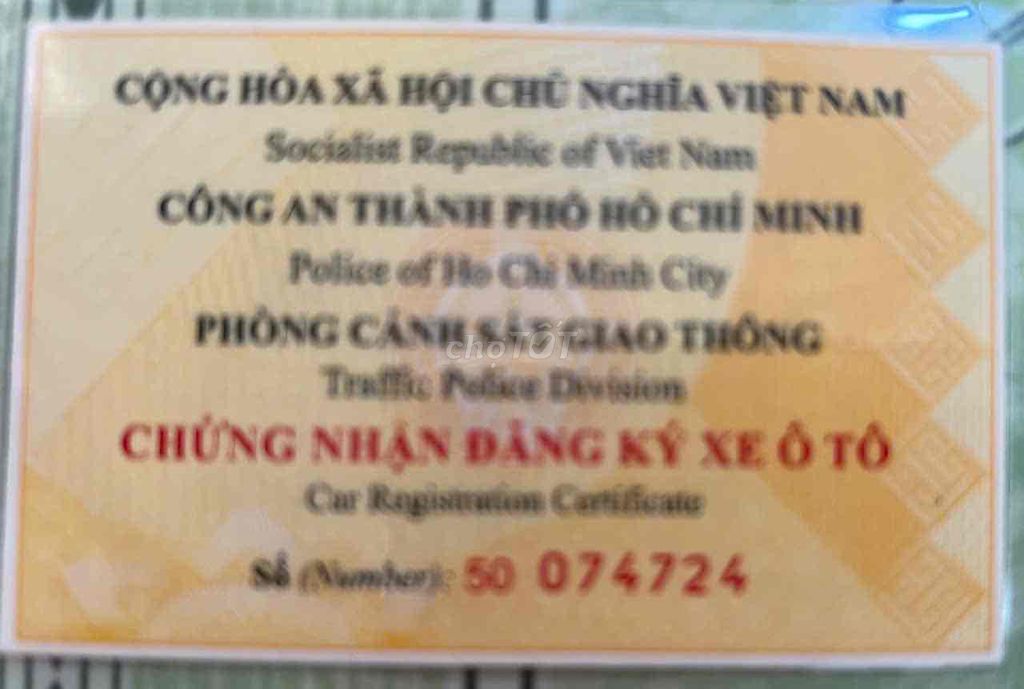 CỘNG HÒA XÃ HỘI CHỦ NGHĨA VIỆT NAM
Socialist Republic of Viet Nam
CÔNG AN THÀNH PHỐ HỒ CHÍ MINH
Police of Ho Chi Minh City
PHÒNG CẢNH SÁT GIAO THÔNG
choTỐT
Traffic Police Division
CHỨNG NHẬN ĐĂNG KÝ XE Ô TÔ
Car Registration Certificate
Số (Number): 50 074724